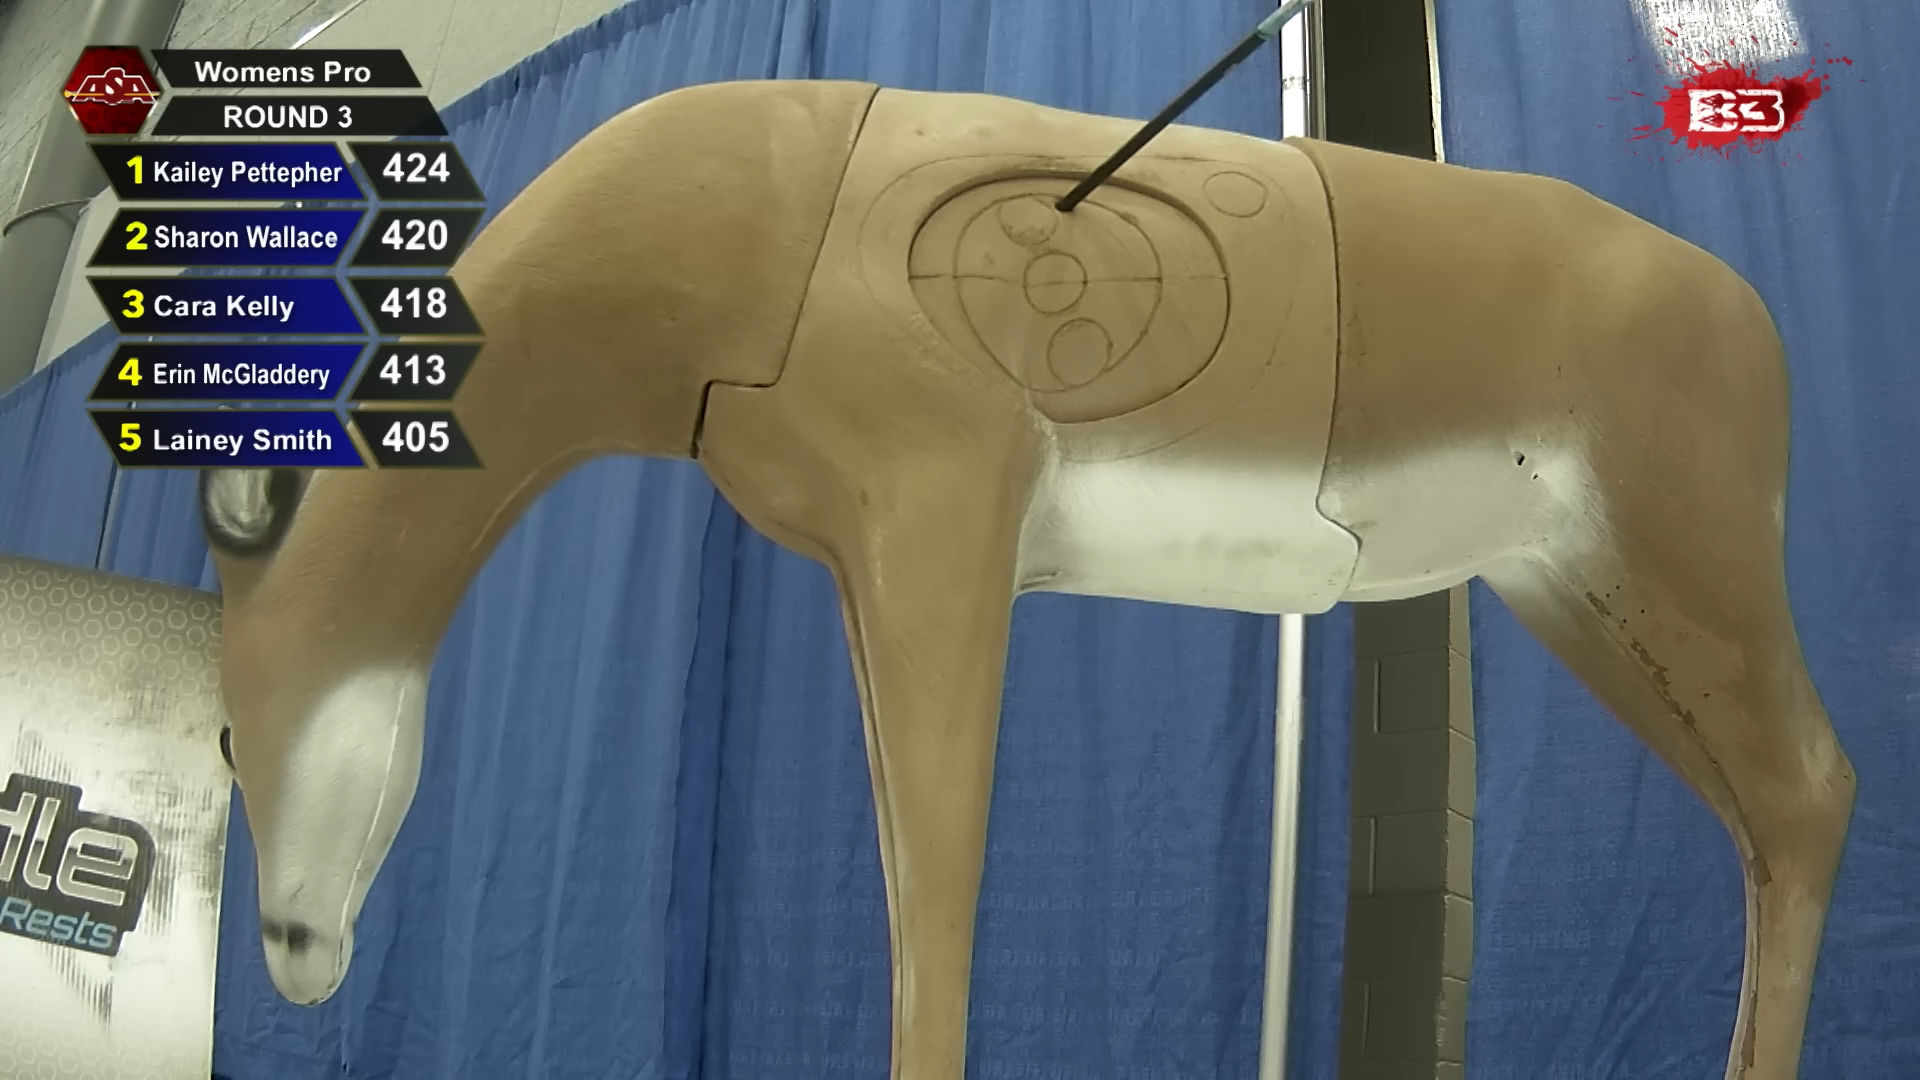 ASA
Womens Pro
ROUND 3
1 Kailey Pettepher 424
2 Sharon Wallace 420
3 Cara Kelly 418
4 Erin McGladdery 413
5 Lainey Smith 405
B3
Rests